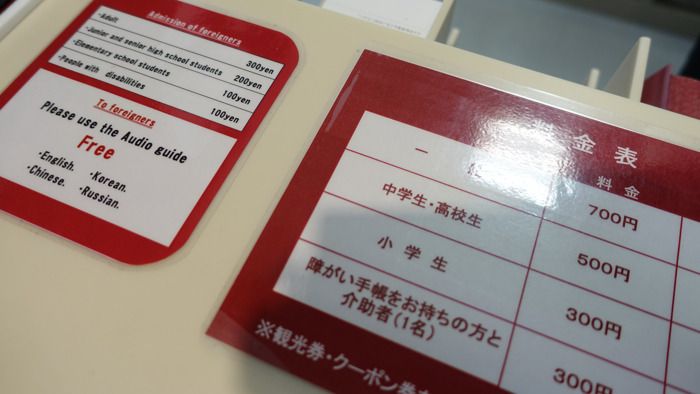 Admission of foreigners
·Adult 300yen
·Junior and senior high school students 200yen
·Elementary school students 100yen
·People with disabilities 100yen
To foreigners
Please use the Audio guide
Free
·English. ·Korean.
·Chinese. ·Russian.
金表
一 料金
700円
中学生・高校生 500円
小学生 300円
障がい手帳をお持ちの方と
介助者(1名) 300円
※観光券・クーポン券